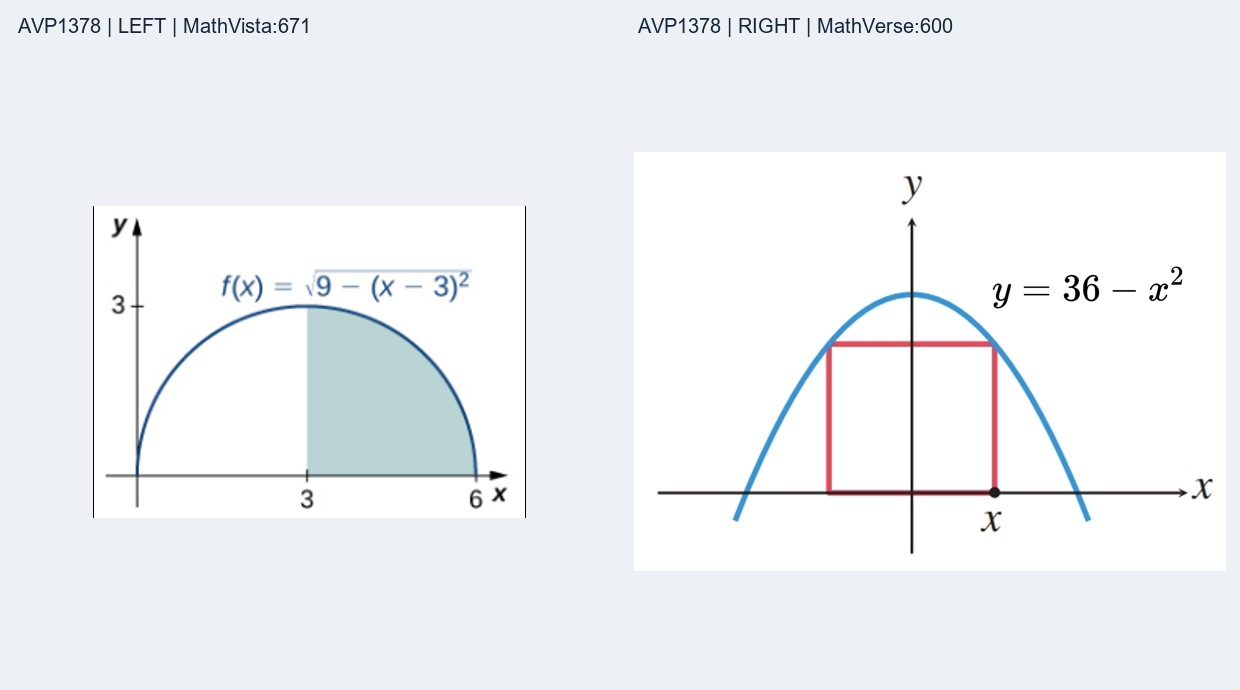 AVP1378 | LEFT | MathVista:671
AVP1378 | RIGHT | MathVerse:600
y
f(x) = √9 − (x − 3)²
3
3
6
x
y
y = 36 − x²
x
x